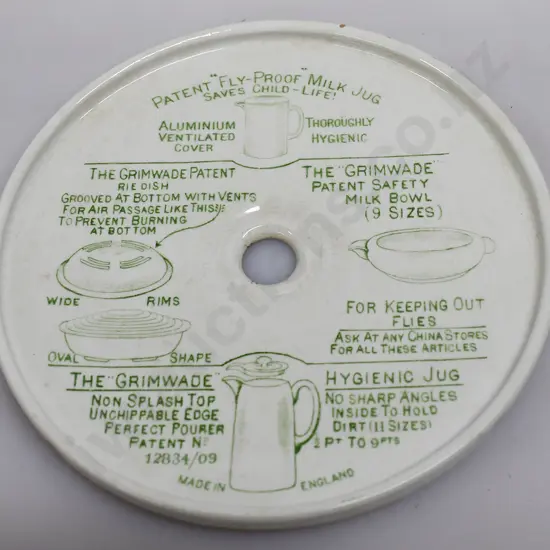 PATENT "FLY-PROOF" MILK JUG
SAVES CHILD-LIFE!
ALUMINIUM
VENTILATED
COVER
THOROUGHLY
HYGIENIC
THE GRIMWADE PATENT
RIE DISH
GROOVED AT BOTTOM WITH VENTS
FOR AIR PASSAGE LIKE THIS
TO PREVENT BURNING
AT BOTTOM
WIDE RIMS
OVAL SHAPE
THE "GRIMWADE"
PATENT SAFETY
MILK BOWL
(9 SIZES)
FOR KEEPING OUT
FLIES
ASK AT ANY CHINA STORES
FOR ALL THESE ARTICLES
THE "GRIMWADE"
NON SPLASH TOP
UNCHIPPABLE EDGE
PERFECT POURER
PATENT No
12834/09
HYGIENIC JUG
NO SHARP ANGLES
INSIDE TO HOLD
DIRT (11 SIZES)
½ PT TO 9 PTS
MADE IN ENGLAND